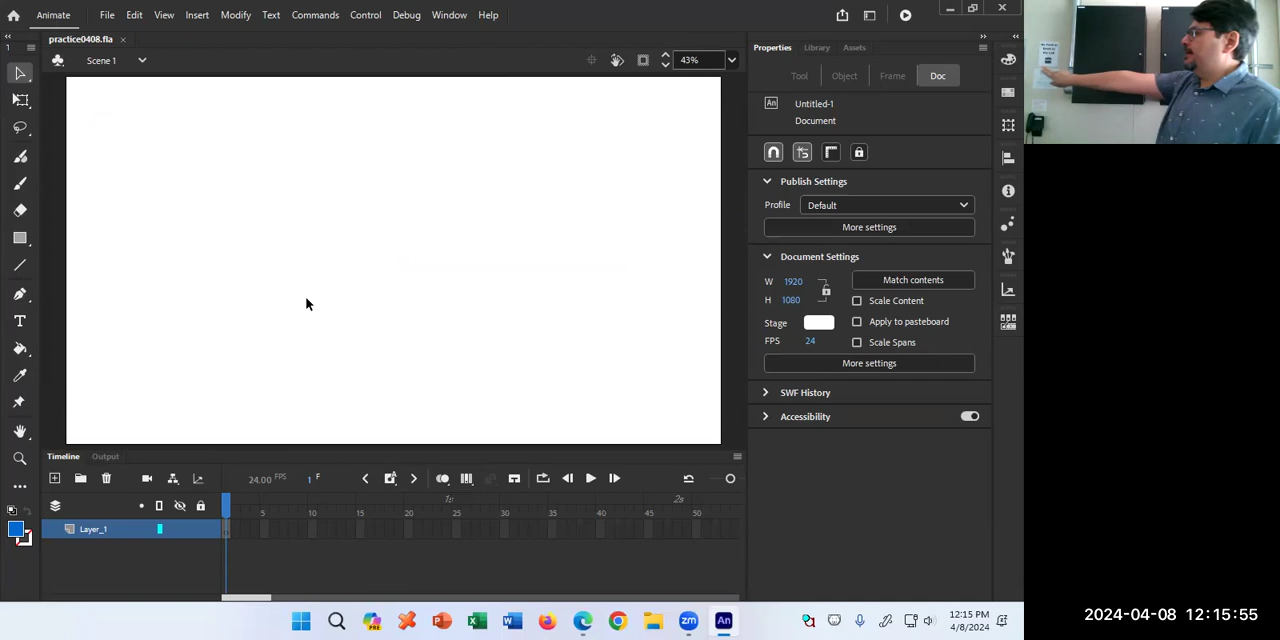 Animate File Edit View Insert Modify Text Commands Control Debug Window Help
practice0408.fla
Scene 1
43%
Properties Library Assets
Tool Object Frame Doc
An Untitled-1
Document
Publish Settings
Profile Default
More settings
Document Settings
W 1920 Match contents
H 1080 Scale Content
Stage Apply to pasteboard
FPS 24 Scale Spans
More settings
SWF History
Accessibility
Timeline Output
24.00 FPS 1 F
1s 2s
5 10 15 20 25 30 35 40 45 50
Layer_1
12:15 PM
4/8/2024
2024-04-08 12:15:55